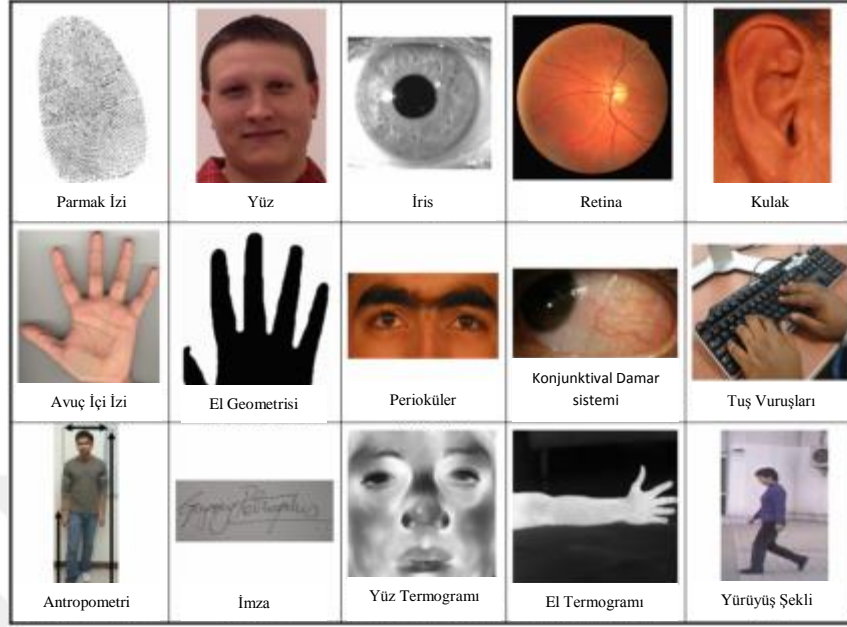 Parmak İzi
Yüz
İris
Retina
Kulak
Avuç İçi İzi
El Geometrisi
Perioküler
Konjunktival Damar
sistemi
Tuş Vuruşları
Antropometri
İmza
Yüz Termogramı
El Termogramı
Yürüyüş Şekli